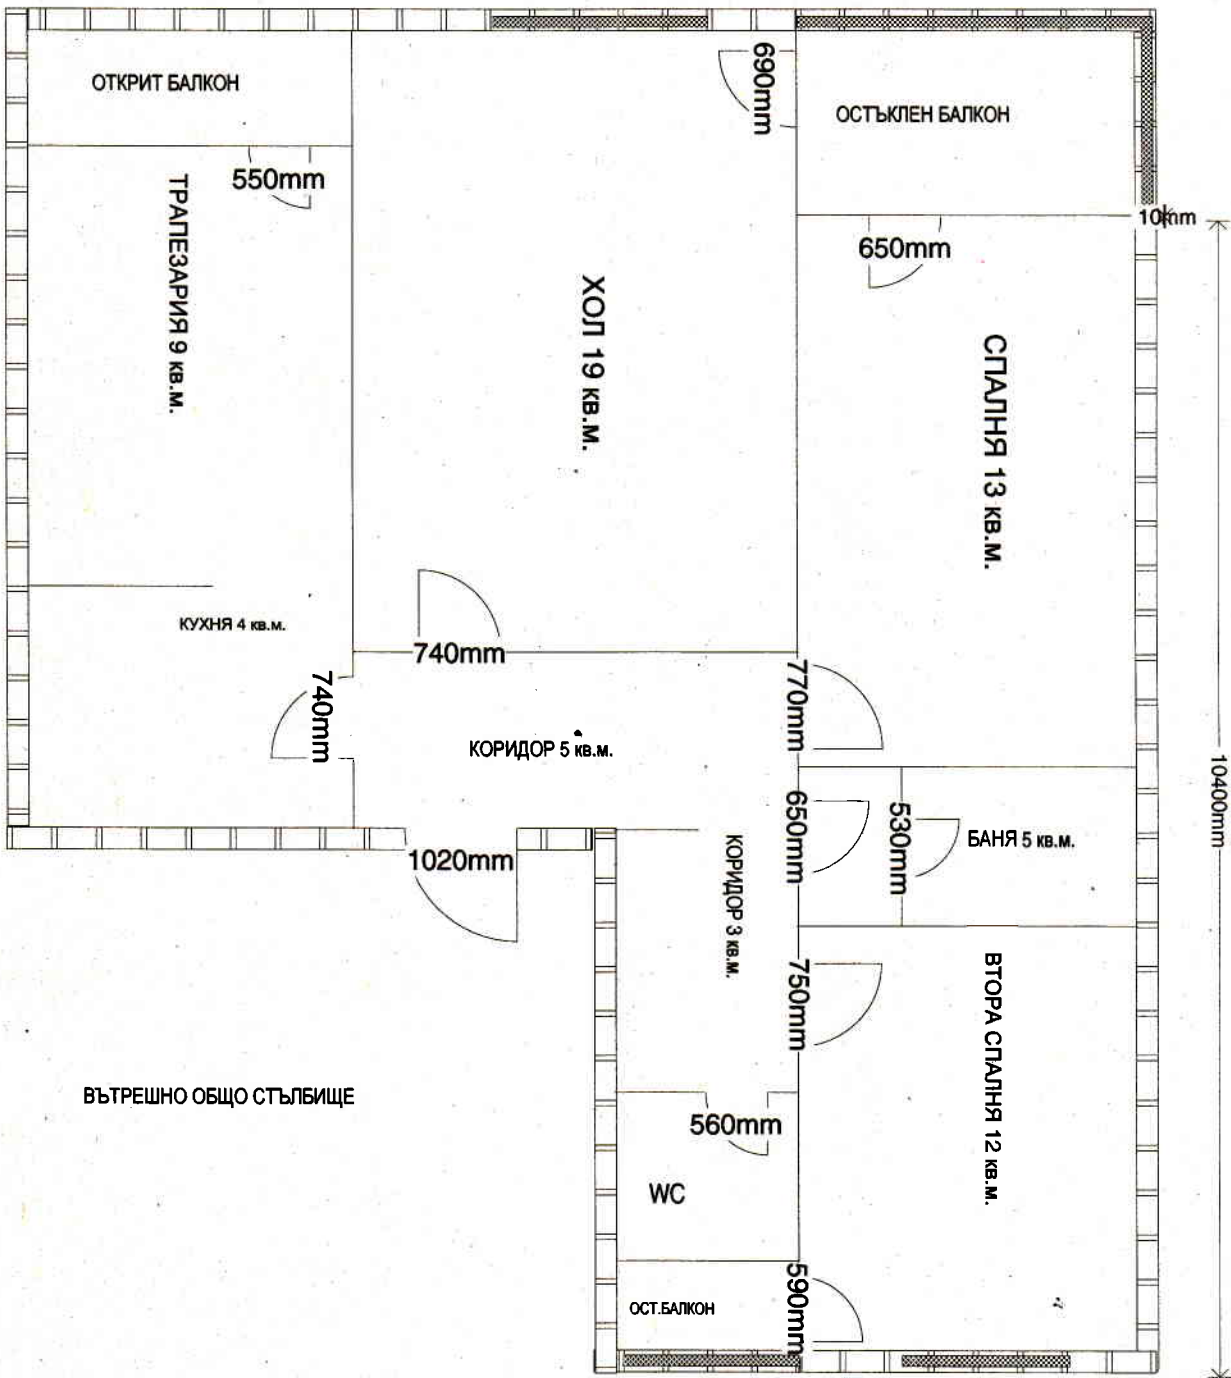 ОТКРИТ БАЛКОН
690mm
ОСТЪКЛЕН БАЛКОН
550mm
ТРАПЕЗАРИЯ 9 кв.м.
10mm
650mm
ХОЛ 19 кв.м.
СПАЛНЯ 13 кв.м.
КУХНЯ 4 кв.м.
740mm
740mm
770mm
КОРИДОР 5 кв.м.
10400mm
650mm
530mm
БАНЯ 5 кв.м.
1020mm
КОРИДОР 3 кв.м.
750mm
ВТОРА СПАЛНЯ 12 кв.м.
ВЪТРЕШНО ОБЩО СТЪЛБИЩЕ
560mm
WC
590mm
ОСТ.БАЛКОН